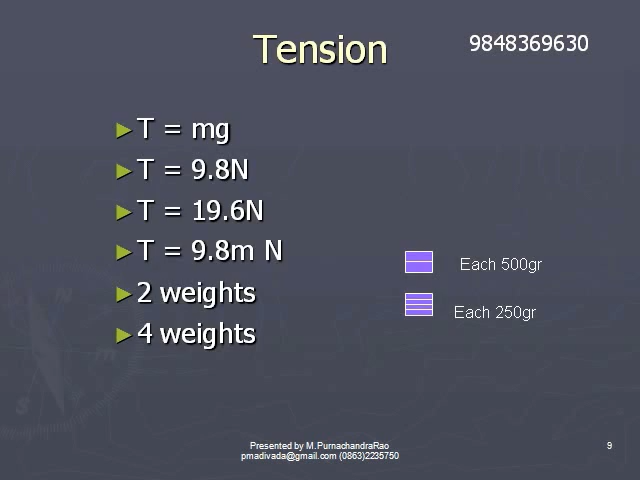 Tension
9848369630
►T = mg
►T = 9.8N
►T = 19.6N
►T = 9.8m N
►2 weights
►4 weights
Each 500gr
Each 250gr
Presented by M.PurnachandraRao
pmadivada@gmail.com (0863)2235750
9
N